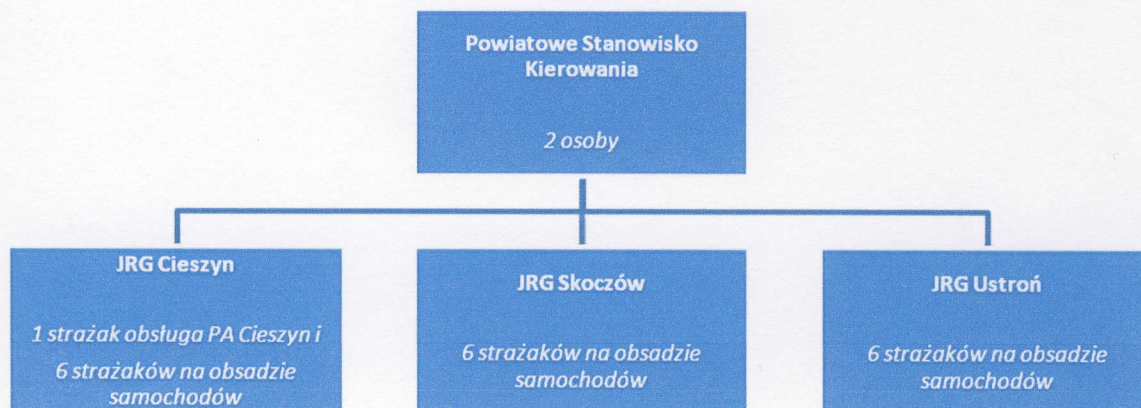 Powiatowe Stanowisko
Kierowania
2 osoby
JRG Cieszyn
1 strażak obsługa PA Cieszyn i
6 strażaków na obsadzie
samochodów
JRG Skoczów
6 strażaków na obsadzie
samochodów
JRG Ustroń
6 strażaków na obsadzie
samochodów